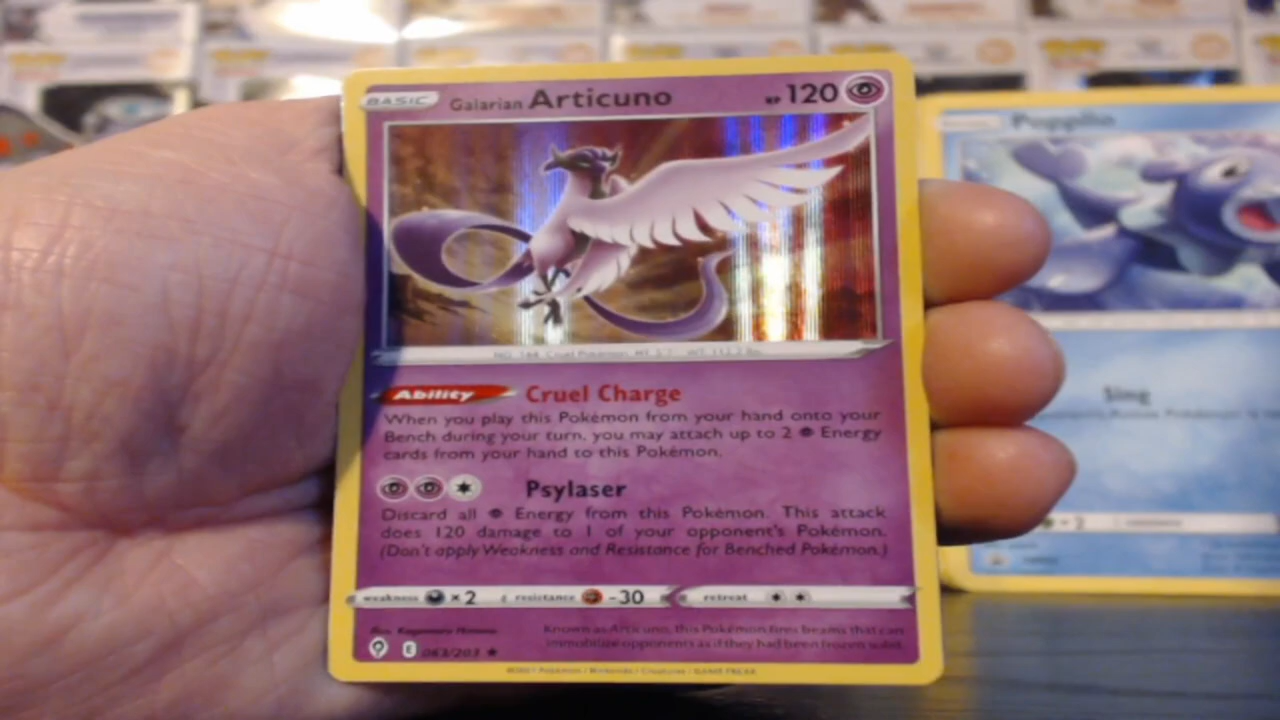 BASIC Galarian Articuno HP 120
NO. 144 Cruel Pokémon HT: 5'7" WT: 112.2 lbs.
Ability Cruel Charge
When you play this Pokémon from your hand onto your
Bench during your turn, you may attach up to 2 Energy
cards from your hand to this Pokémon.
Psylaser
Discard all Energy from this Pokémon. This attack
does 120 damage to 1 of your opponent's Pokémon.
(Don't apply Weakness and Resistance for Benched Pokémon.)
weakness ×2 resistance -30 retreat
Known as Articuno, this Pokémon fires beams that can
immobilize opponents as if they had been frozen solid.
E 063/203
©2021 Pokémon / Nintendo / Creatures / GAME FREAK
Popplio
Sing
×2